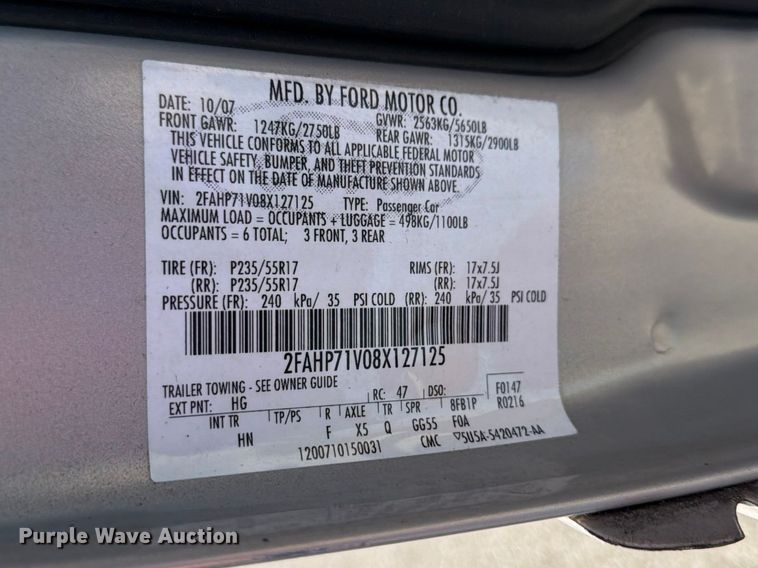 MFD. BY FORD MOTOR CO.
DATE: 10/07 GVWR: 2563KG/5650LB
FRONT GAWR: 1247KG/2750LB REAR GAWR: 1315KG/2900LB
THIS VEHICLE CONFORMS TO ALL APPLICABLE FEDERAL MOTOR
VEHICLE SAFETY, BUMPER, AND THEFT PREVENTION STANDARDS
IN EFFECT ON THE DATE OF MANUFACTURE SHOWN ABOVE.
VIN: 2FAHP71V08X127125 TYPE: Passenger Car
MAXIMUM LOAD = OCCUPANTS + LUGGAGE = 498KG/1100LB
OCCUPANTS = 6 TOTAL; 3 FRONT, 3 REAR
TIRE (FR): P235/55R17 RIMS (FR): 17x7.5J
(RR): P235/55R17 (RR): 17x7.5J
PRESSURE (FR): 240 kPa/ 35 PSI COLD (RR): 240 kPa/ 35 PSI COLD
2FAHP71V08X127125
TRAILER TOWING - SEE OWNER GUIDE
EXT PNT: HG RC: 47 DSO: F0147
R0216
INT TR TP/PS R AXLE TR SPR 8FB1P
HN F X5 Q GG55 F0A
1200710150031 CMC ▽5U5A-5420472-AA
Purple Wave Auction